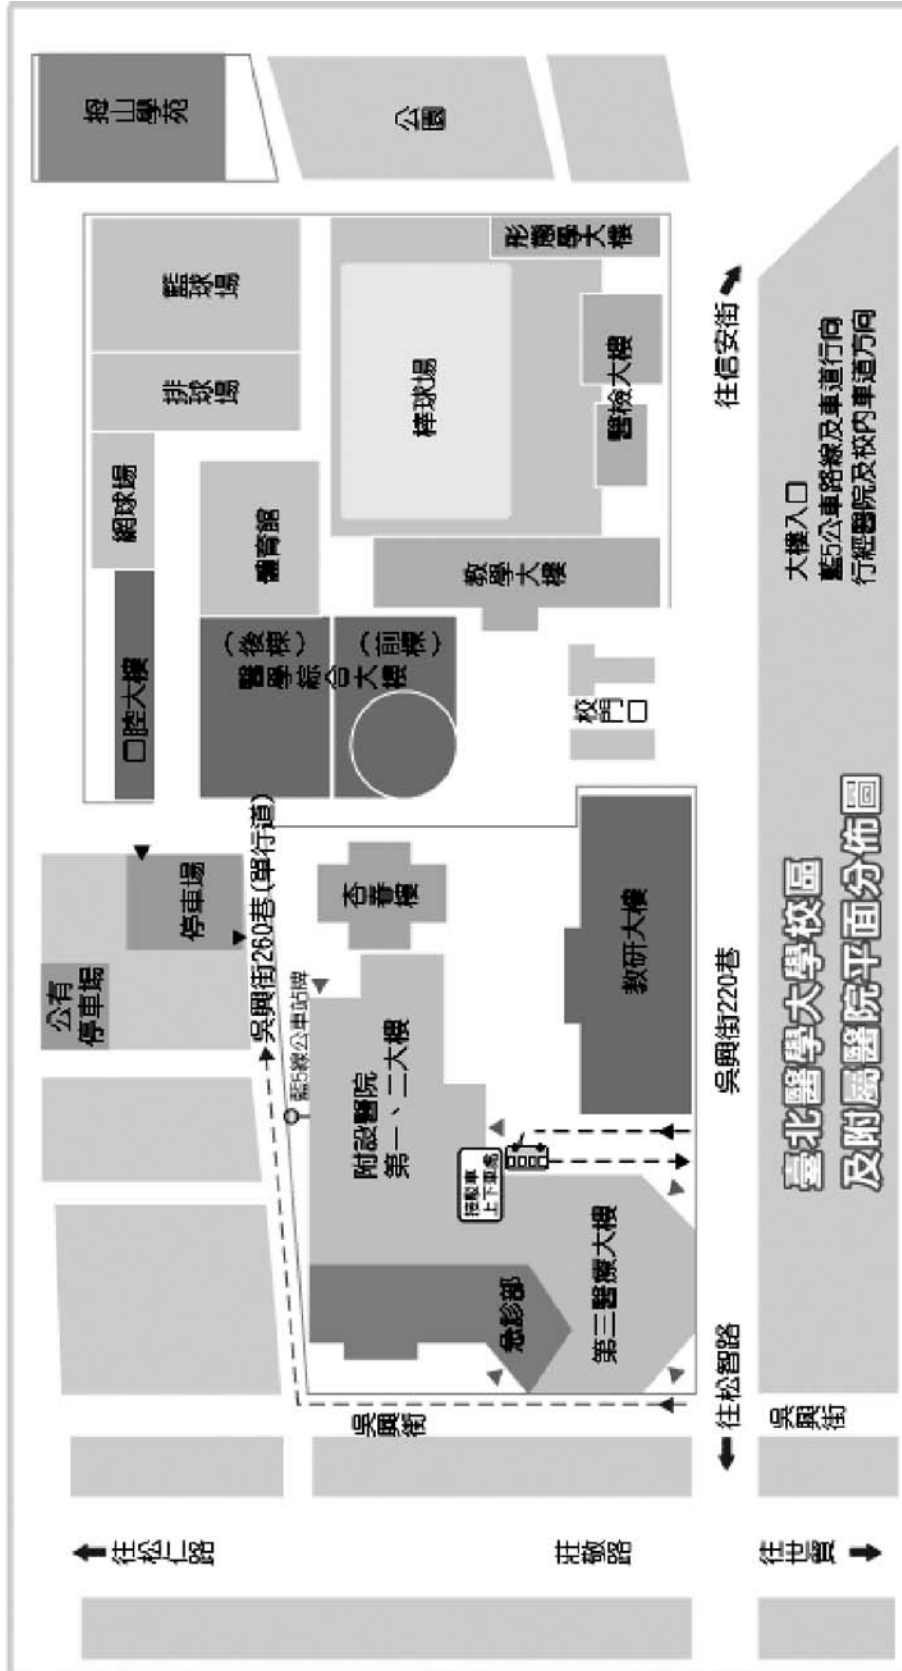 拇山學苑
公園
籃球場
形態學大樓
排球場
棒球場
醫檢大樓
往信安街
網球場
體育館
教學大樓
大樓入口
藍5公車路線及車道行向
行經醫院及校內車道方向
口腔大樓
(後棟)
(前棟)
醫學綜合大樓
校門口
停車場
公有
停車場
吳興街260巷(單行道)
杏春樓
教研大樓
吳興街220巷
藍5線公車站牌
附設醫院
第一、二大樓
接駁車
上下車處
臺北醫學大學校區
及附屬醫院平面分佈圖
急診部
第三醫療大樓
往松智路
吳興街
吳興街
往松仁路
莊敬路
往世貿